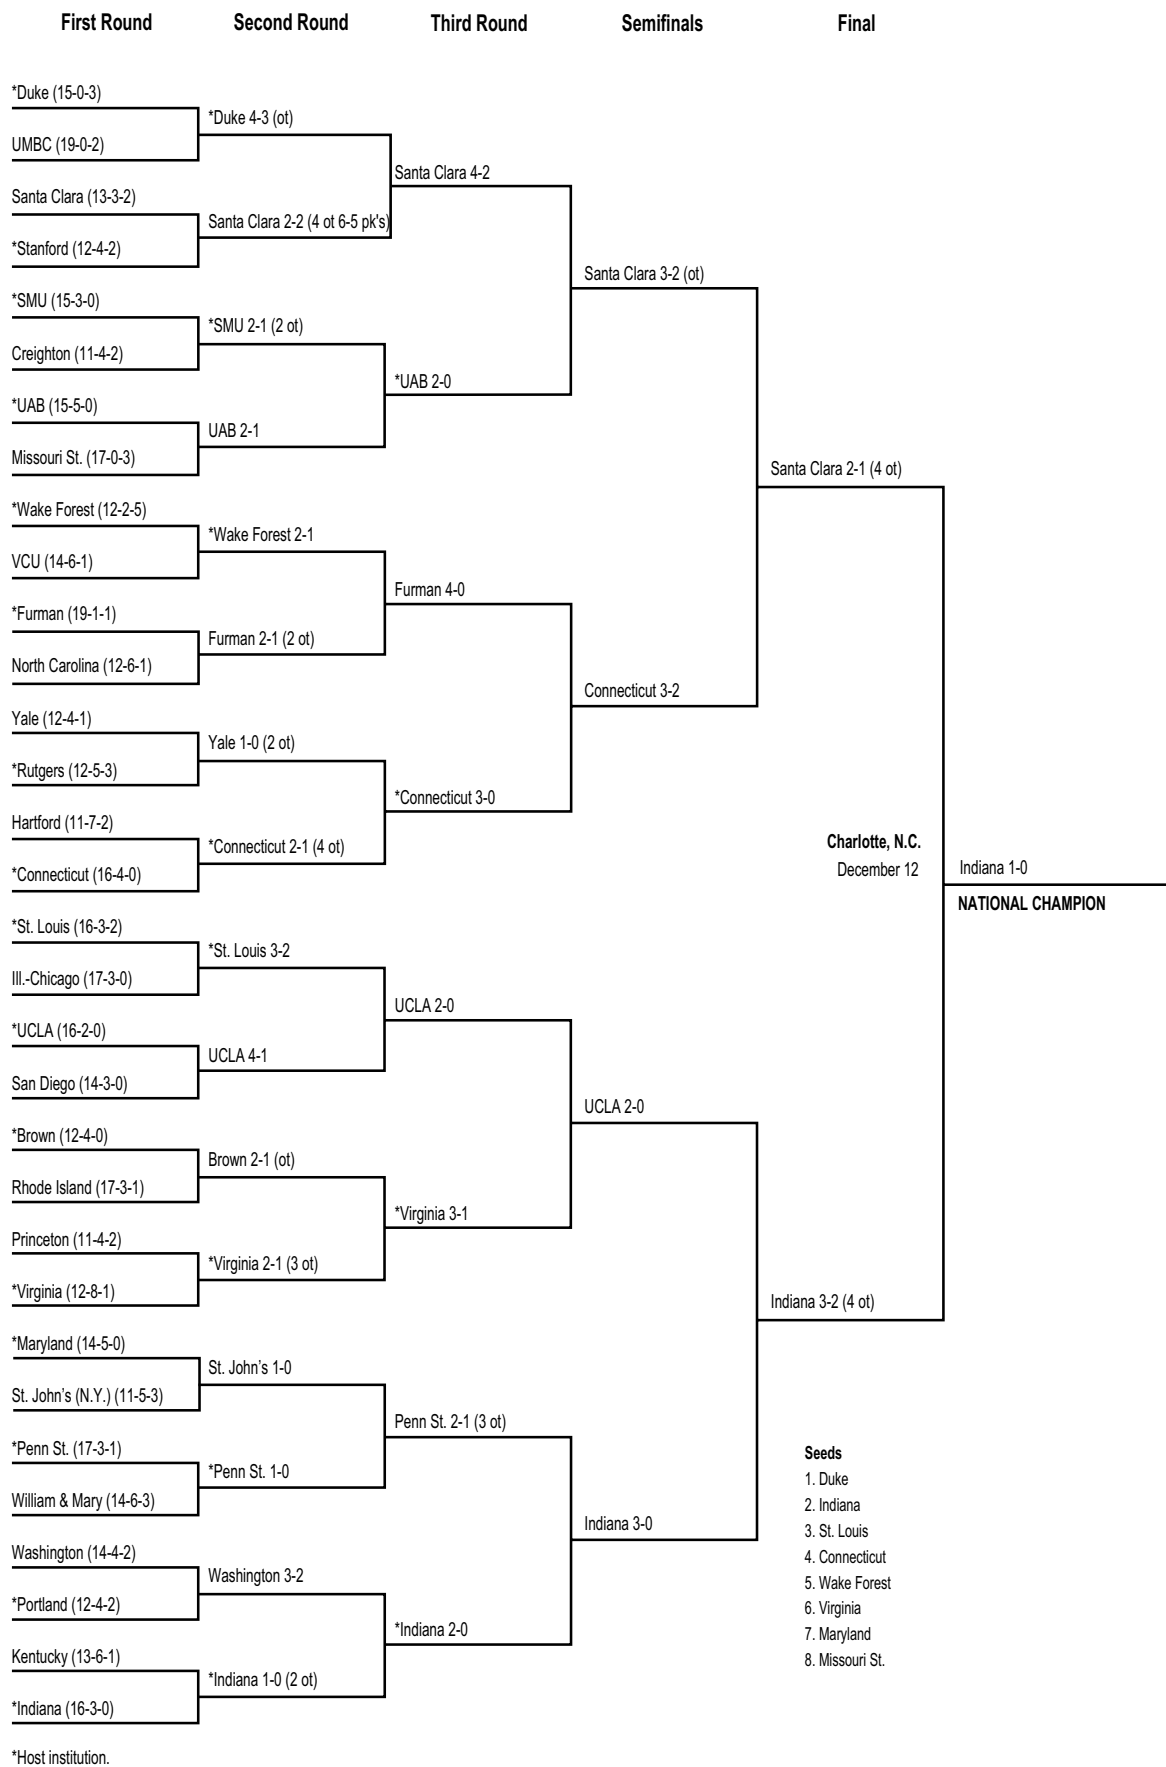 First Round
Second Round
Third Round
Semifinals
Final
*Duke (15-0-3)
UMBC (19-0-2)
Santa Clara (13-3-2)
*Stanford (12-4-2)
*SMU (15-3-0)
Creighton (11-4-2)
*UAB (15-5-0)
Missouri St. (17-0-3)
*Wake Forest (12-2-5)
VCU (14-6-1)
*Furman (19-1-1)
North Carolina (12-6-1)
Yale (12-4-1)
*Rutgers (12-5-3)
Hartford (11-7-2)
*Connecticut (16-4-0)
*St. Louis (16-3-2)
Ill.-Chicago (17-3-0)
*UCLA (16-2-0)
San Diego (14-3-0)
*Brown (12-4-0)
Rhode Island (17-3-1)
Princeton (11-4-2)
*Virginia (12-8-1)
*Maryland (14-5-0)
St. John’s (N.Y.) (11-5-3)
*Penn St. (17-3-1)
William & Mary (14-6-3)
Washington (14-4-2)
*Portland (12-4-2)
Kentucky (13-6-1)
*Indiana (16-3-0)
*Duke 4-3 (ot)
Santa Clara 2-2 (4 ot 6-5 pk's)
*SMU 2-1 (2 ot)
UAB 2-1
*Wake Forest 2-1
Furman 2-1 (2 ot)
Yale 1-0 (2 ot)
*Connecticut 2-1 (4 ot)
*St. Louis 3-2
UCLA 4-1
Brown 2-1 (ot)
*Virginia 2-1 (3 ot)
St. John’s 1-0
*Penn St. 1-0
Washington 3-2
*Indiana 1-0 (2 ot)
Santa Clara 4-2
*UAB 2-0
Furman 4-0
*Connecticut 3-0
UCLA 2-0
*Virginia 3-1
Penn St. 2-1 (3 ot)
*Indiana 2-0
Santa Clara 3-2 (ot)
Connecticut 3-2
UCLA 2-0
Indiana 3-0
Santa Clara 2-1 (4 ot)
Indiana 3-2 (4 ot)
Charlotte, N.C.
December 12
Indiana 1-0
NATIONAL CHAMPION
Seeds
1. Duke
2. Indiana
3. St. Louis
4. Connecticut
5. Wake Forest
6. Virginia
7. Maryland
8. Missouri St.
*Host institution.